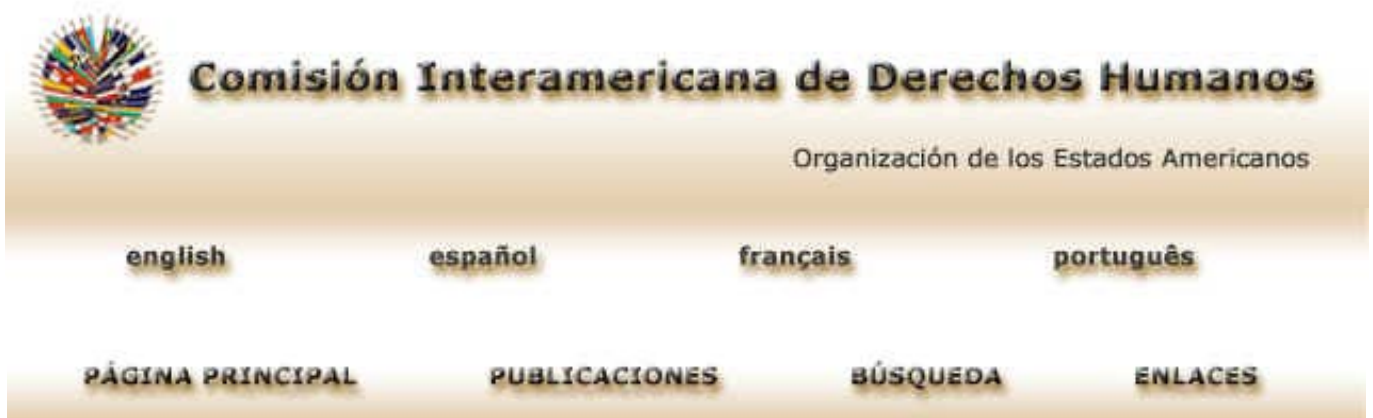 Comisión Interamericana de Derechos Humanos
Organización de los Estados Americanos
english español français português
PÁGINA PRINCIPAL PUBLICACIONES BÚSQUEDA ENLACES